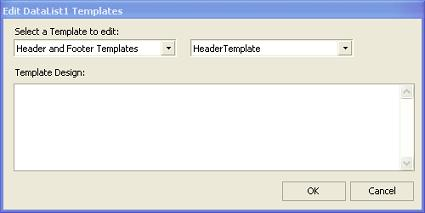 Edit DataList1 Templates
Select a Template to edit:
Header and Footer Templates HeaderTemplate
Template Design:
OK Cancel